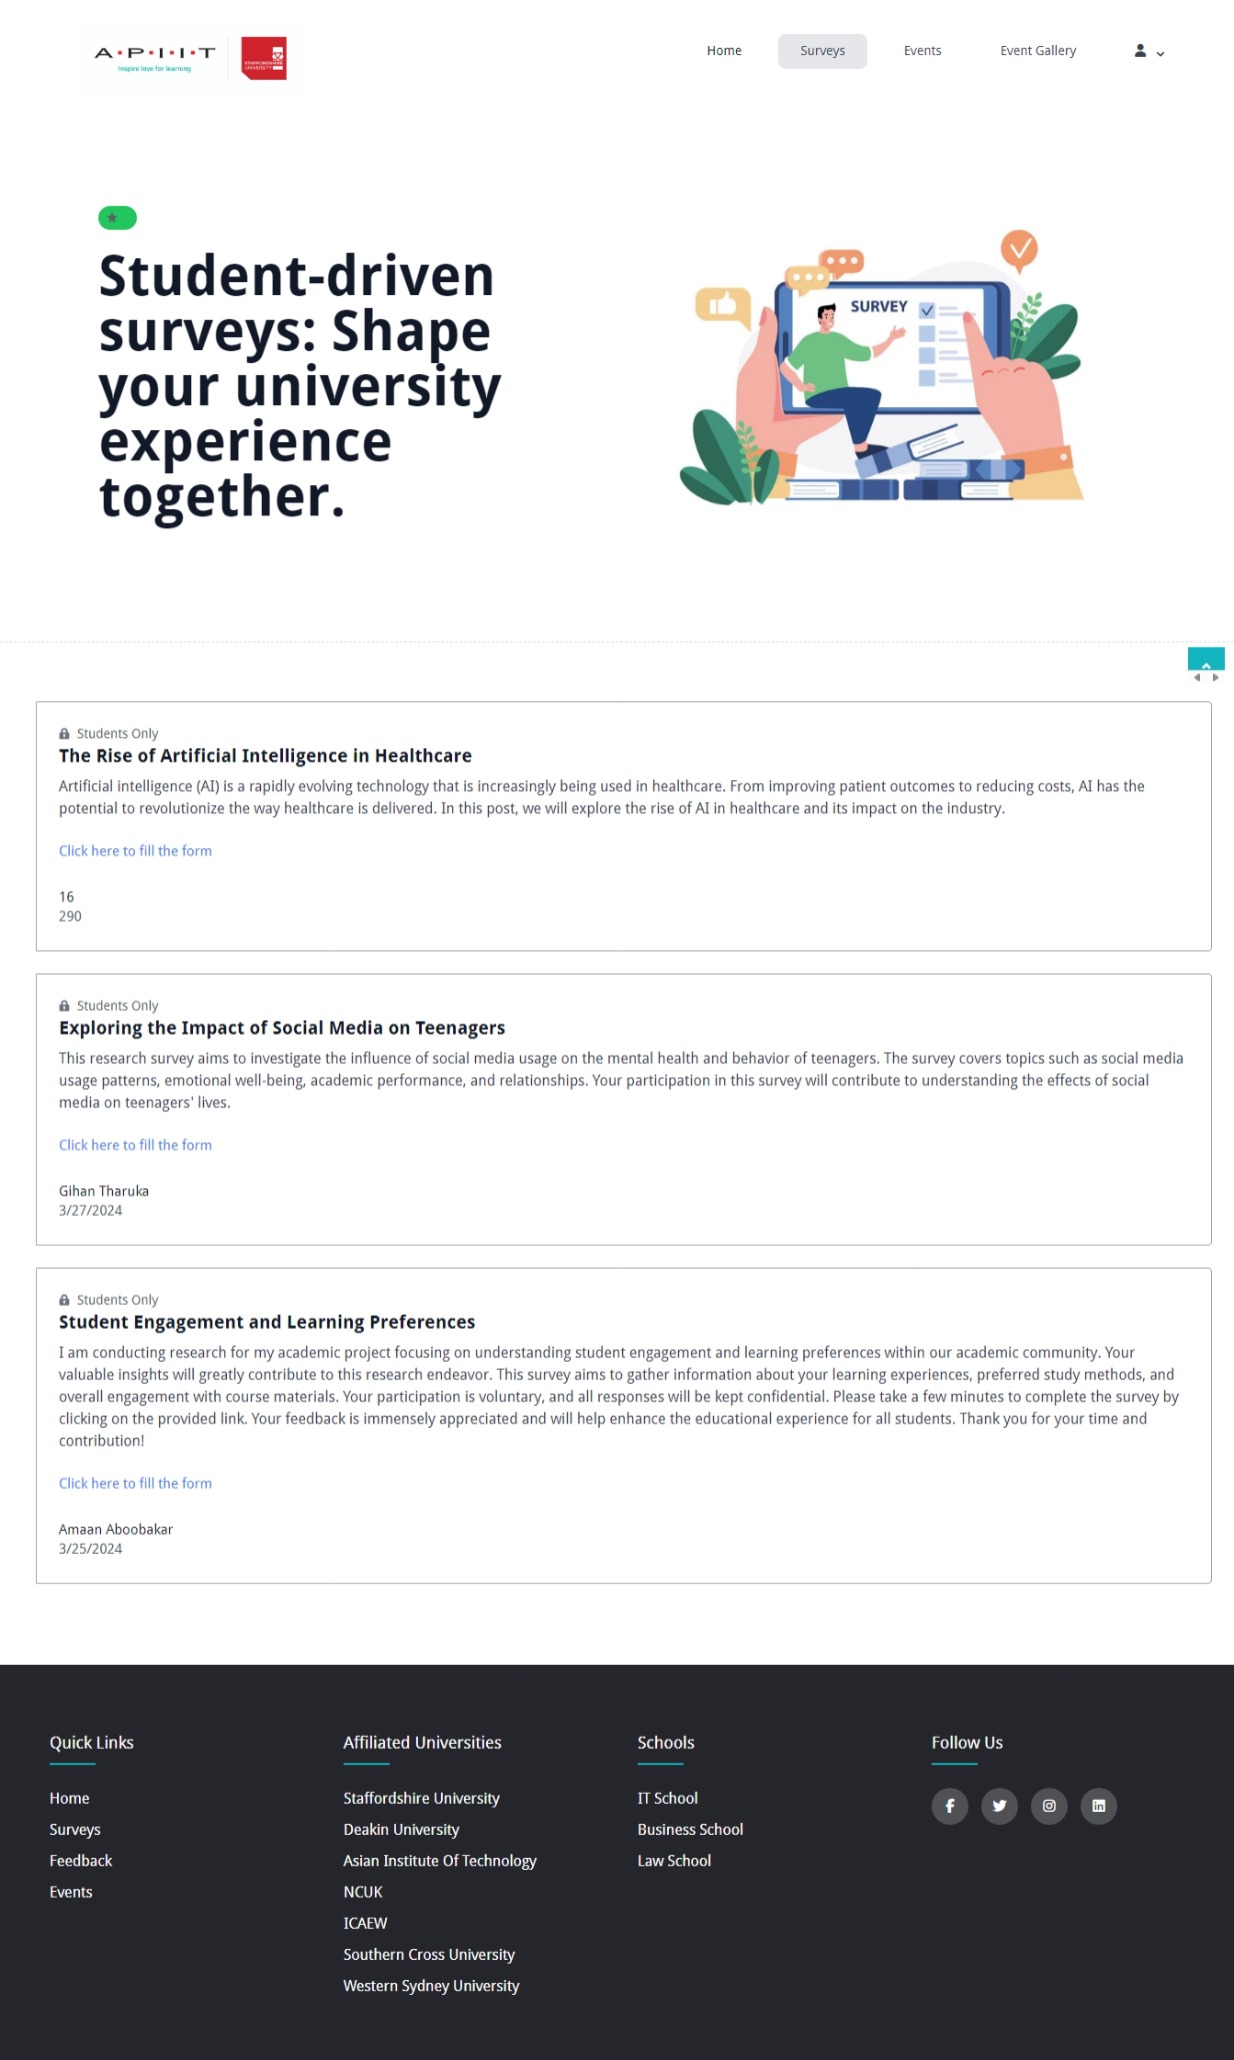 A·P·I·I·T
Inspire love for learning
STAFFORDSHIRE
UNIVERSITY
Home
Surveys
Events
Event Gallery
Student-driven
surveys: Shape
your university
experience
together.
SURVEY
Students Only
The Rise of Artificial Intelligence in Healthcare
Artificial intelligence (AI) is a rapidly evolving technology that is increasingly being used in healthcare. From improving patient outcomes to reducing costs, AI has the
potential to revolutionize the way healthcare is delivered. In this post, we will explore the rise of AI in healthcare and its impact on the industry.
Click here to fill the form
16
290
Students Only
Exploring the Impact of Social Media on Teenagers
This research survey aims to investigate the influence of social media usage on the mental health and behavior of teenagers. The survey covers topics such as social media
usage patterns, emotional well-being, academic performance, and relationships. Your participation in this survey will contribute to understanding the effects of social
media on teenagers' lives.
Click here to fill the form
Gihan Tharuka
3/27/2024
Students Only
Student Engagement and Learning Preferences
I am conducting research for my academic project focusing on understanding student engagement and learning preferences within our academic community. Your
valuable insights will greatly contribute to this research endeavor. This survey aims to gather information about your learning experiences, preferred study methods, and
overall engagement with course materials. Your participation is voluntary, and all responses will be kept confidential. Please take a few minutes to complete the survey by
clicking on the provided link. Your feedback is immensely appreciated and will help enhance the educational experience for all students. Thank you for your time and
contribution!
Click here to fill the form
Amaan Aboobakar
3/25/2024
Quick Links
Home
Surveys
Feedback
Events
Affiliated Universities
Staffordshire University
Deakin University
Asian Institute Of Technology
NCUK
ICAEW
Southern Cross University
Western Sydney University
Schools
IT School
Business School
Law School
Follow Us